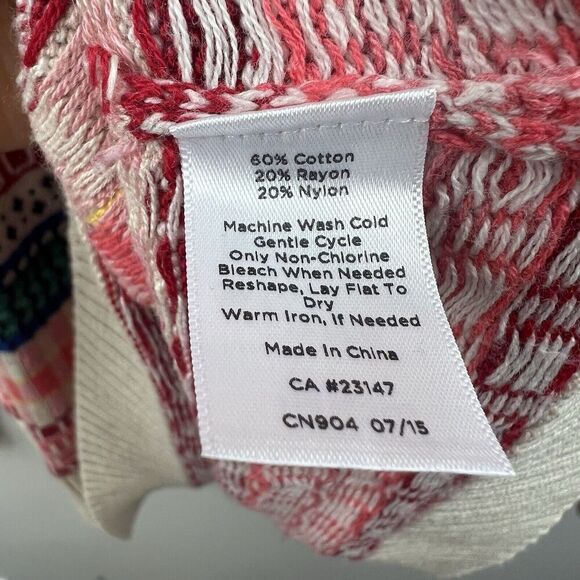 60% Cotton
20% Rayon
20% Nylon
Machine Wash Cold
Gentle Cycle
Only Non-Chlorine
Bleach When Needed
Reshape, Lay Flat To
Dry
Warm Iron, If Needed
Made In China
CA #23147
CN904 07/15